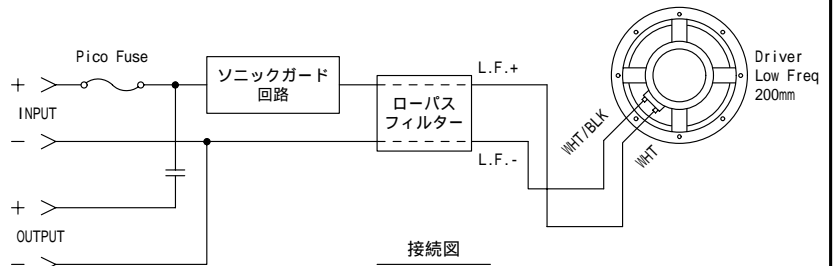 Pico Fuse
+
INPUT
−
+
OUTPUT
−
ソニックガード
回路
ローパス
フィルター
L.F.+
L.F.-
WHT/BLK
WHT
Driver
Low Freq
200mm
接続図